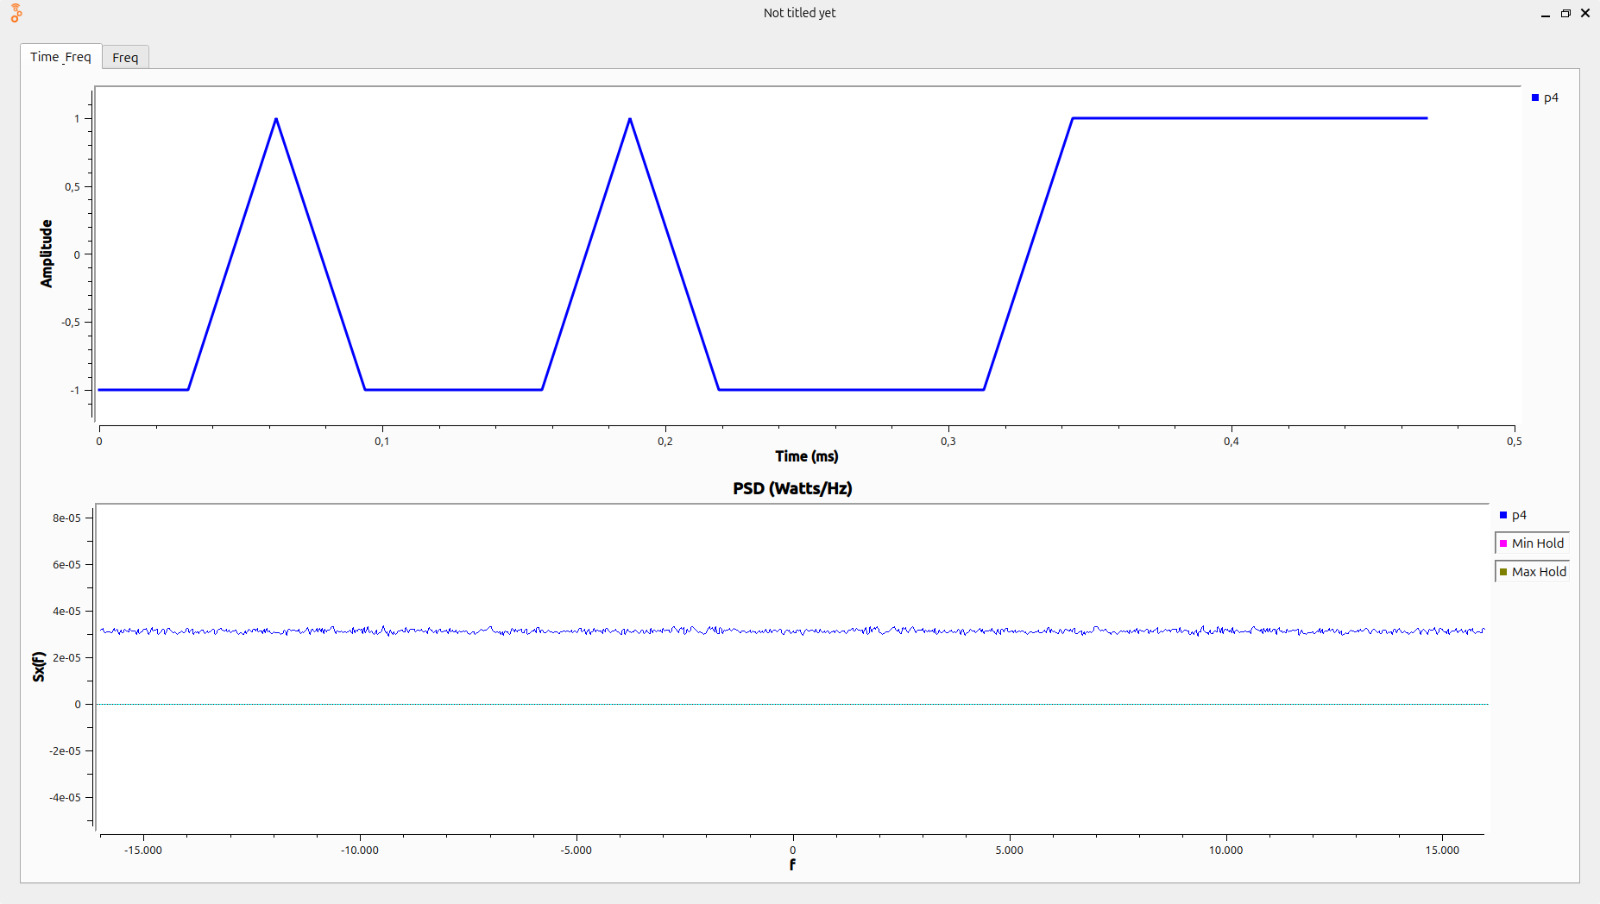 Not titled yet
Time_Freq
Freq
p4
1
0,5
0
-0,5
-1
Amplitude
0
0,1
0,2
0,3
0,4
0,5
Time (ms)
PSD (Watts/Hz)
p4
Min Hold
Max Hold
8e-05
6e-05
4e-05
2e-05
0
-2e-05
-4e-05
Sx(f)
-15.000
-10.000
-5.000
0
5.000
10.000
15.000
f